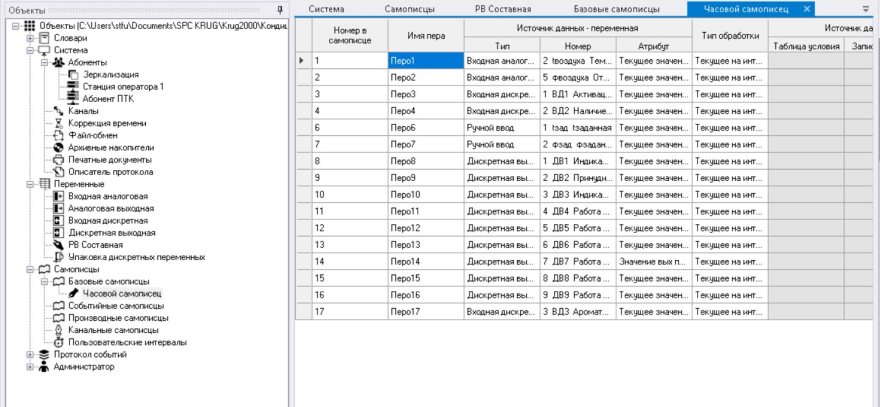 Объекты
Объекты (C:\Users\stfu\Documents\SPC KRUG\Krug2000\Кондиц
Словари
Система
Абоненты
Зеркализация
Станция оператора 1
Абонент ПТК
Каналы
Коррекция времени
Файл-обмен
Архивные накопители
Печатные документы
Описатель протокола
Переменные
Входная аналоговая
Аналоговая выходная
Входная дискретная
Дискретная выходная
РВ Составная
Упаковка дискретных переменных
Самописцы
Базовые самописцы
Часовой самописец
Событийные самописцы
Производные самописцы
Канальные самописцы
Пользовательские интервалы
Протокол событий
Администратор
Система Самописцы РВ Составная Базовые самописцы Часовой самописец
Номер в самописце Имя пера Источник данных - переменная Тип обработки Источник да
Тип Номер Атрибут Таблица условия Запис
1 Перо1 Входная аналог... 2 tвоздуха Тем... Текущее значен... Текущее на инт...
2 Перо2 Входная аналог... 5 φвоздуха От... Текущее значен... Текущее на инт...
3 Перо3 Входная дискре... 1 ВД1 Активац... Текущее значен... Текущее на инт...
4 Перо4 Входная дискре... 2 ВД2 Наличие... Текущее значен... Текущее на инт...
6 Перо6 Ручной ввод 1 tзад tзаданная Текущее значен... Текущее на инт...
7 Перо7 Ручной ввод 2 φзад φзадан... Текущее значен... Текущее на инт...
8 Перо8 Дискретная вы... 1 ДВ1 Индика... Текущее значен... Текущее на инт...
9 Перо9 Дискретная вы... 2 ДВ2 Принуди... Текущее значен... Текущее на инт...
10 Перо10 Дискретная вы... 3 ДВ3 Индика... Текущее значен... Текущее на инт...
11 Перо11 Дискретная вы... 4 ДВ4 Работа ... Текущее значен... Текущее на инт...
12 Перо12 Дискретная вы... 5 ДВ5 Работа ... Текущее значен... Текущее на инт...
13 Перо13 Дискретная вы... 6 ДВ6 Работа ... Текущее значен... Текущее на инт...
14 Перо14 Дискретная вы... 7 ДВ7 Работа ... Значение вых п... Текущее на инт...
15 Перо15 Дискретная вы... 8 ДВ8 Работа ... Текущее значен... Текущее на инт...
16 Перо16 Дискретная вы... 9 ДВ9 Работа ... Текущее значен... Текущее на инт...
17 Перо17 Входная дискре... 3 ВД3 Аромат... Текущее значен... Текущее на инт...